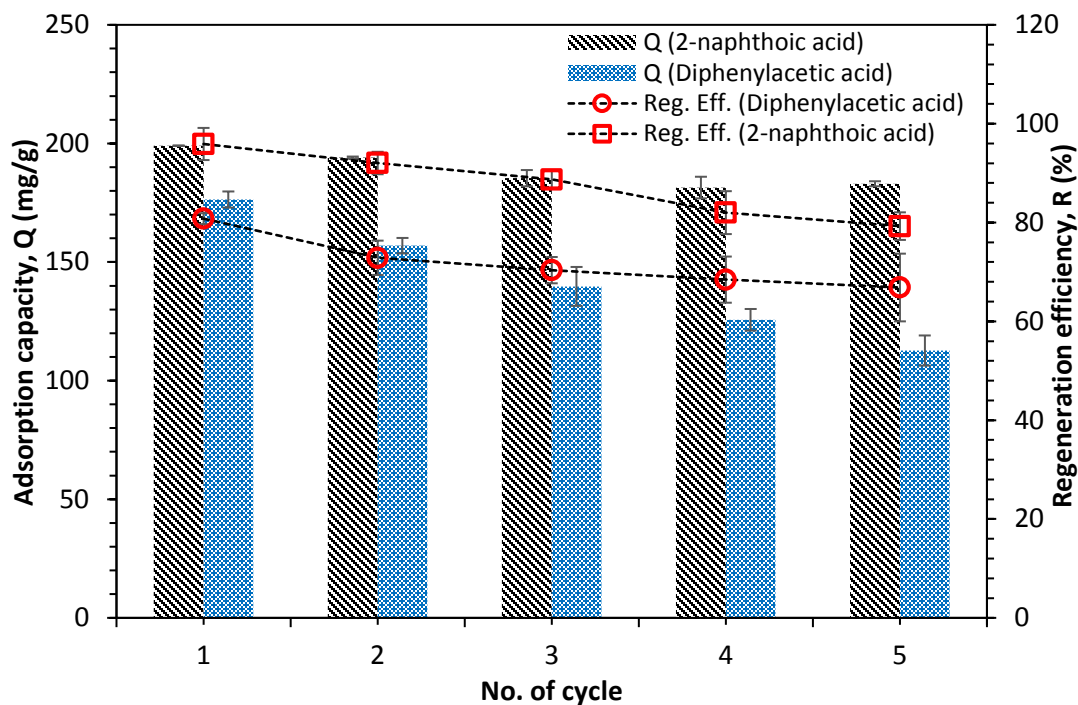 Q (2-naphthoic acid)
Q (Diphenylacetic acid)
Reg. Eff. (Diphenylacetic acid)
Reg. Eff. (2-naphthoic acid)
Adsorption capacity, Q (mg/g)
250
200
150
100
50
0
Regeneration efficiency, R (%)
120
100
80
60
40
20
0
1 2 3 4 5
No. of cycle